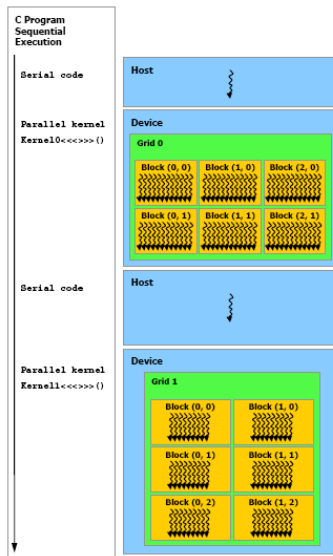 C Program
Sequential
Execution
Serial code
Host
Parallel kernel
Kernel0<<<>>>()
Device
Grid 0
Block (0, 0)
Block (1, 0)
Block (2, 0)
Block (0, 1)
Block (1, 1)
Block (2, 1)
Serial code
Host
Parallel kernel
Kernel1<<<>>>()
Device
Grid 1
Block (0, 0)
Block (1, 0)
Block (0, 1)
Block (1, 1)
Block (0, 2)
Block (1, 2)